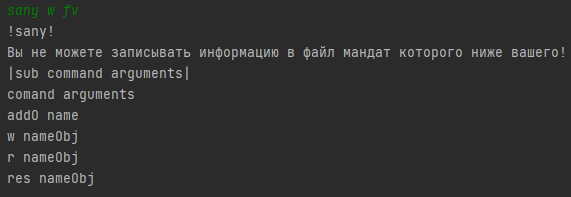 sany w fv
!sany!
Вы не можете записывать информацию в файл мандат которого ниже вашего!
|sub command arguments|
comand arguments
addO name
w nameObj
r nameObj
res nameObj